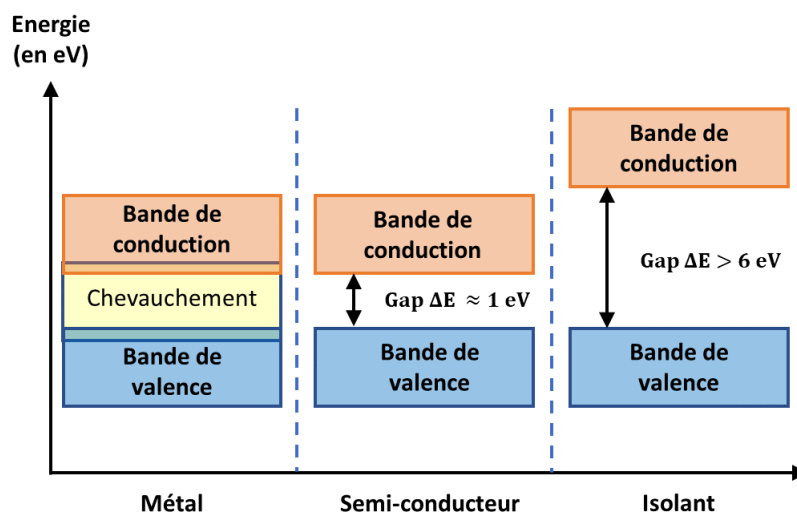 Energie
(en eV)
Bande de
conduction
Chevauchement
Bande de
valence
Bande de
conduction
Gap ΔE ≈ 1 eV
Bande de
valence
Bande de
conduction
Gap ΔE > 6 eV
Bande de
valence
Métal
Semi-conducteur
Isolant